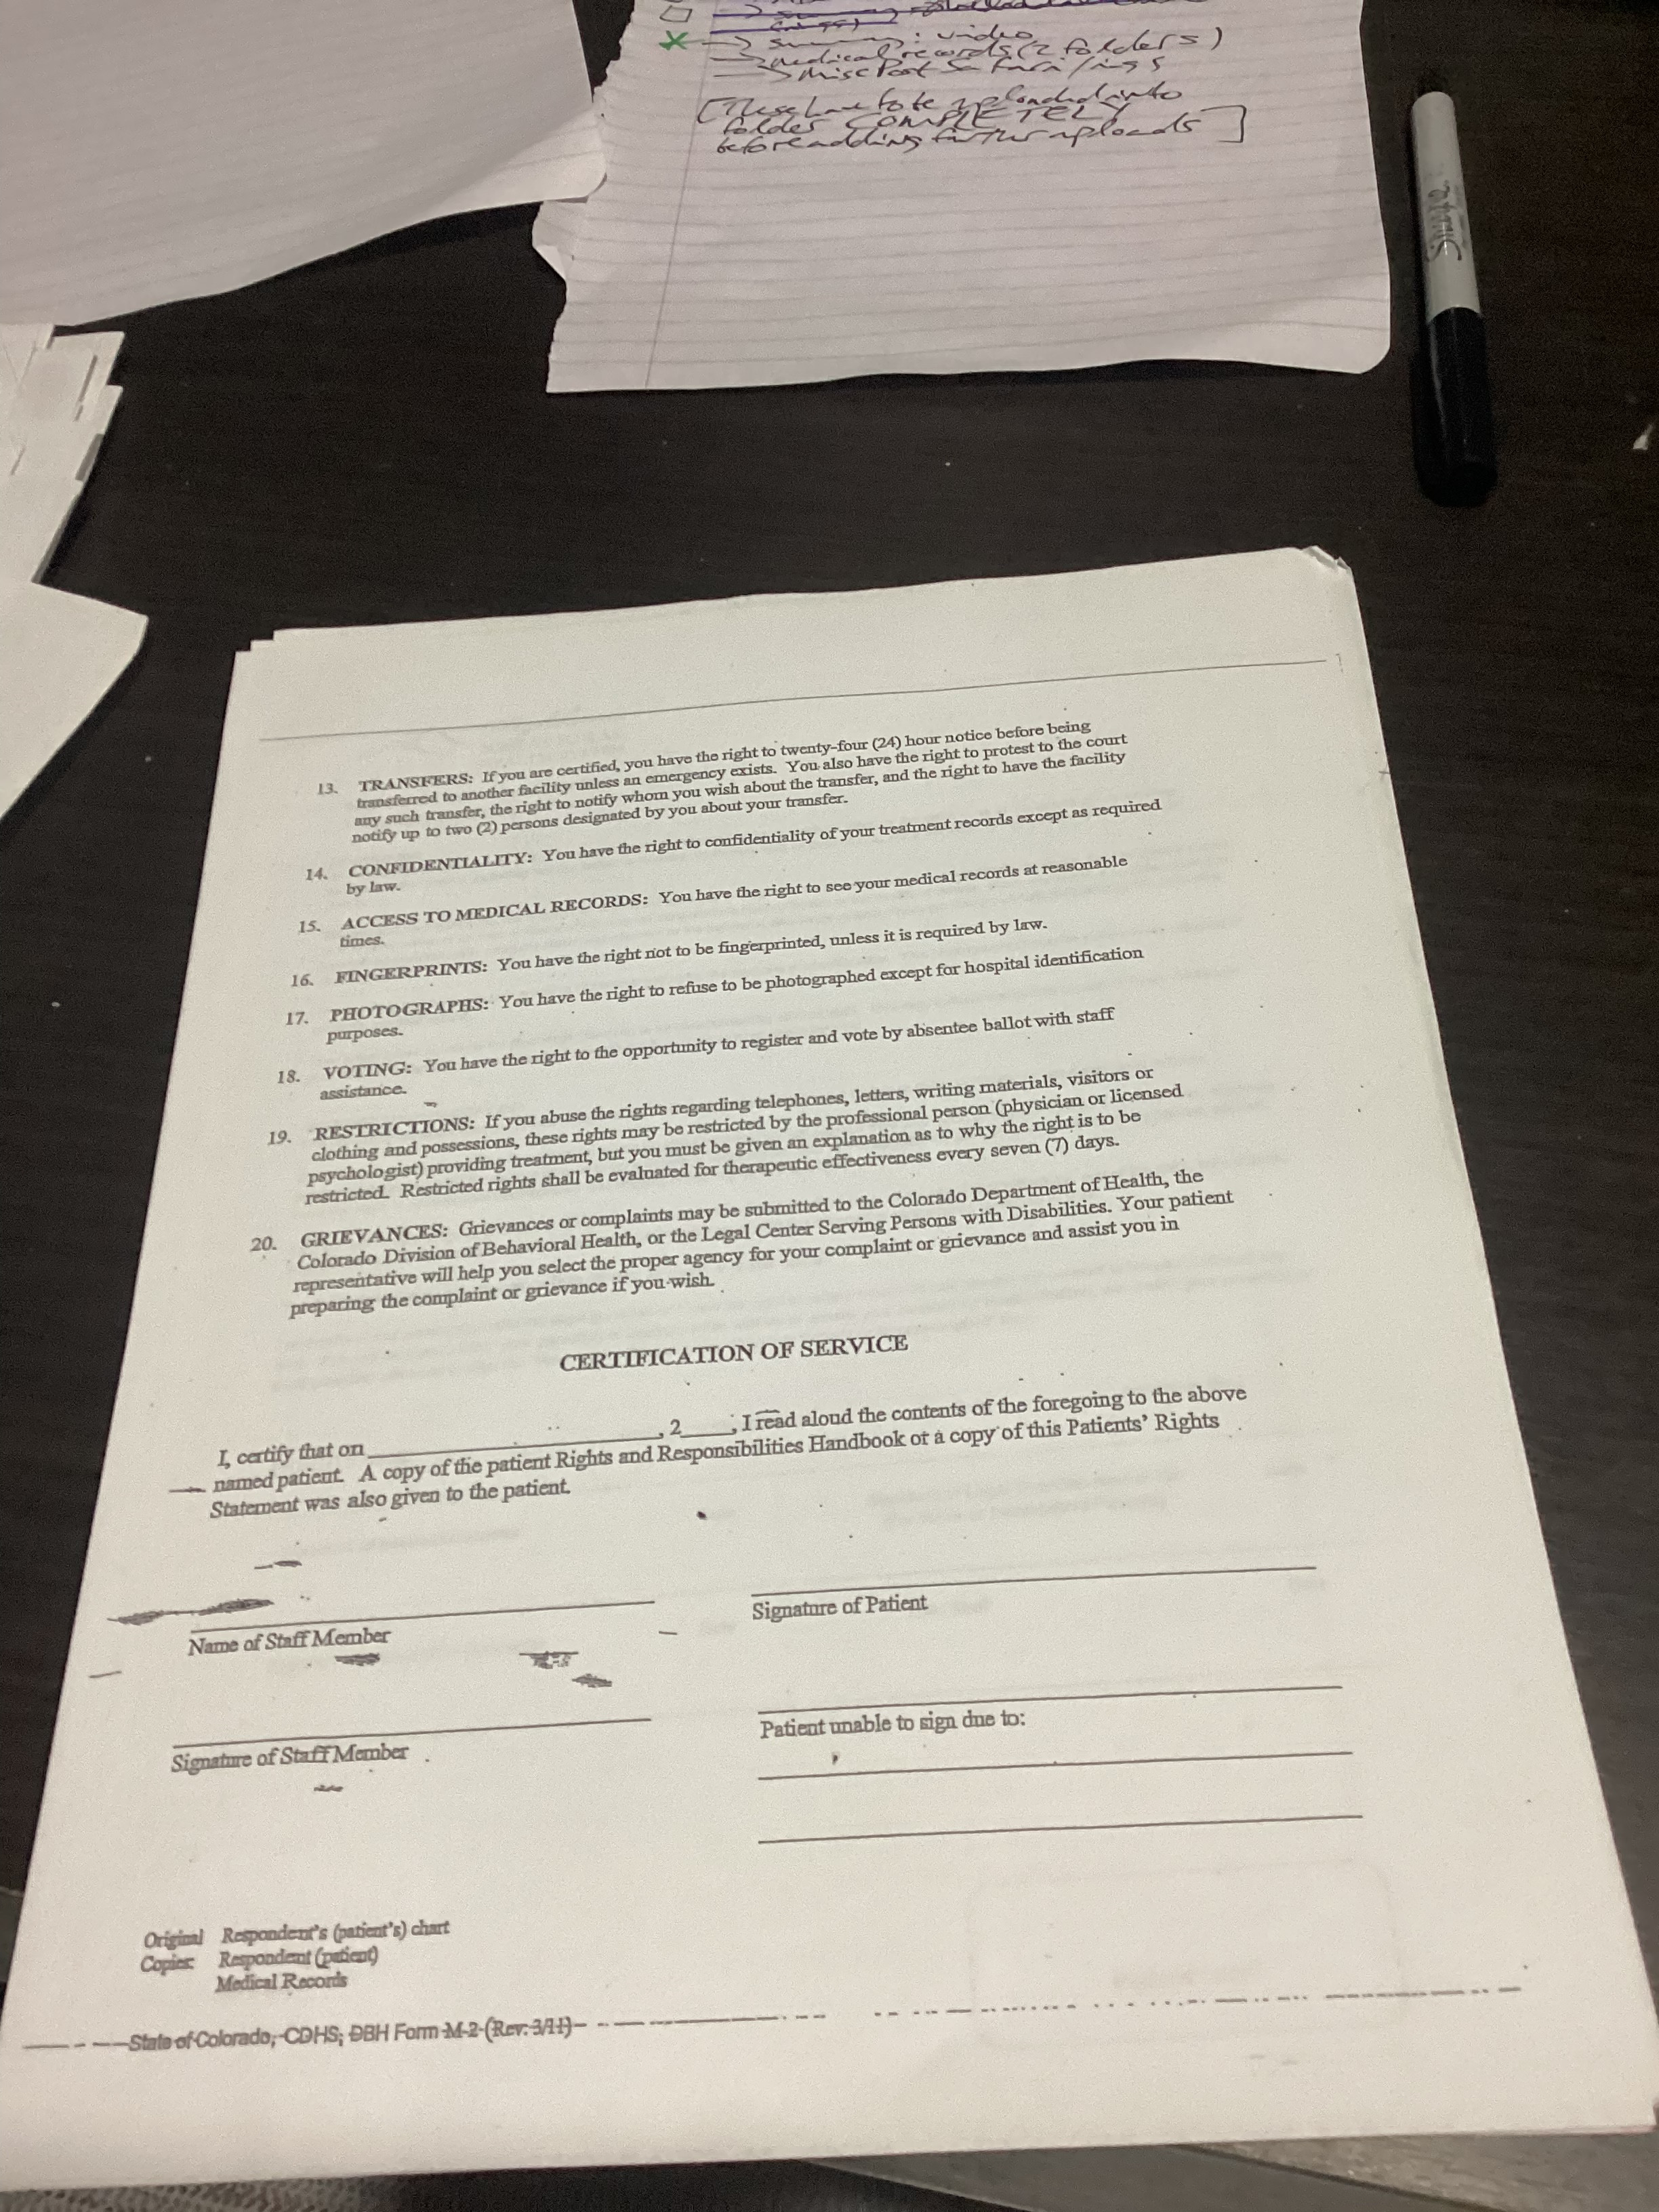 : video
medical records (2 folders)
Misc Post
[These have to be uploaded into
folder COMPLETELY
before adding further uploads]
Sharpie
13. TRANSFERS: If you are certified, you have the right to twenty-four (24) hour notice before being
transferred to another facility unless an emergency exists. You also have the right to protest to the court
any such transfer, the right to notify whom you wish about the transfer, and the right to have the facility
notify up to two (2) persons designated by you about your transfer.
14. CONFIDENTIALITY: You have the right to confidentiality of your treatment records except as required
by law.
15. ACCESS TO MEDICAL RECORDS: You have the right to see your medical records at reasonable
times.
16. FINGERPRINTS: You have the right not to be fingerprinted, unless it is required by law.
17. PHOTOGRAPHS: You have the right to refuse to be photographed except for hospital identification
purposes.
18. VOTING: You have the right to the opportunity to register and vote by absentee ballot with staff
assistance.
19. RESTRICTIONS: If you abuse the rights regarding telephones, letters, writing materials, visitors or
clothing and possessions, these rights may be restricted by the professional person (physician or licensed
psychologist) providing treatment, but you must be given an explanation as to why the right is to be
restricted. Restricted rights shall be evaluated for therapeutic effectiveness every seven (7) days.
20. GRIEVANCES: Grievances or complaints may be submitted to the Colorado Department of Health, the
Colorado Division of Behavioral Health, or the Legal Center Serving Persons with Disabilities. Your patient
representative will help you select the proper agency for your complaint or grievance and assist you in
preparing the complaint or grievance if you wish.
CERTIFICATION OF SERVICE
I, certify that on ____________________, 2____, I read aloud the contents of the foregoing to the above
named patient. A copy of the patient Rights and Responsibilities Handbook or a copy of this Patients' Rights
Statement was also given to the patient.
Name of Staff Member
Signature of Patient
Signature of Staff Member
Patient unable to sign due to:
Original Respondent's (patient's) chart
Copies: Respondent (patient)
Medical Records
State of Colorado, CDHS, DBH Form M-2 (Rev. 3/11)